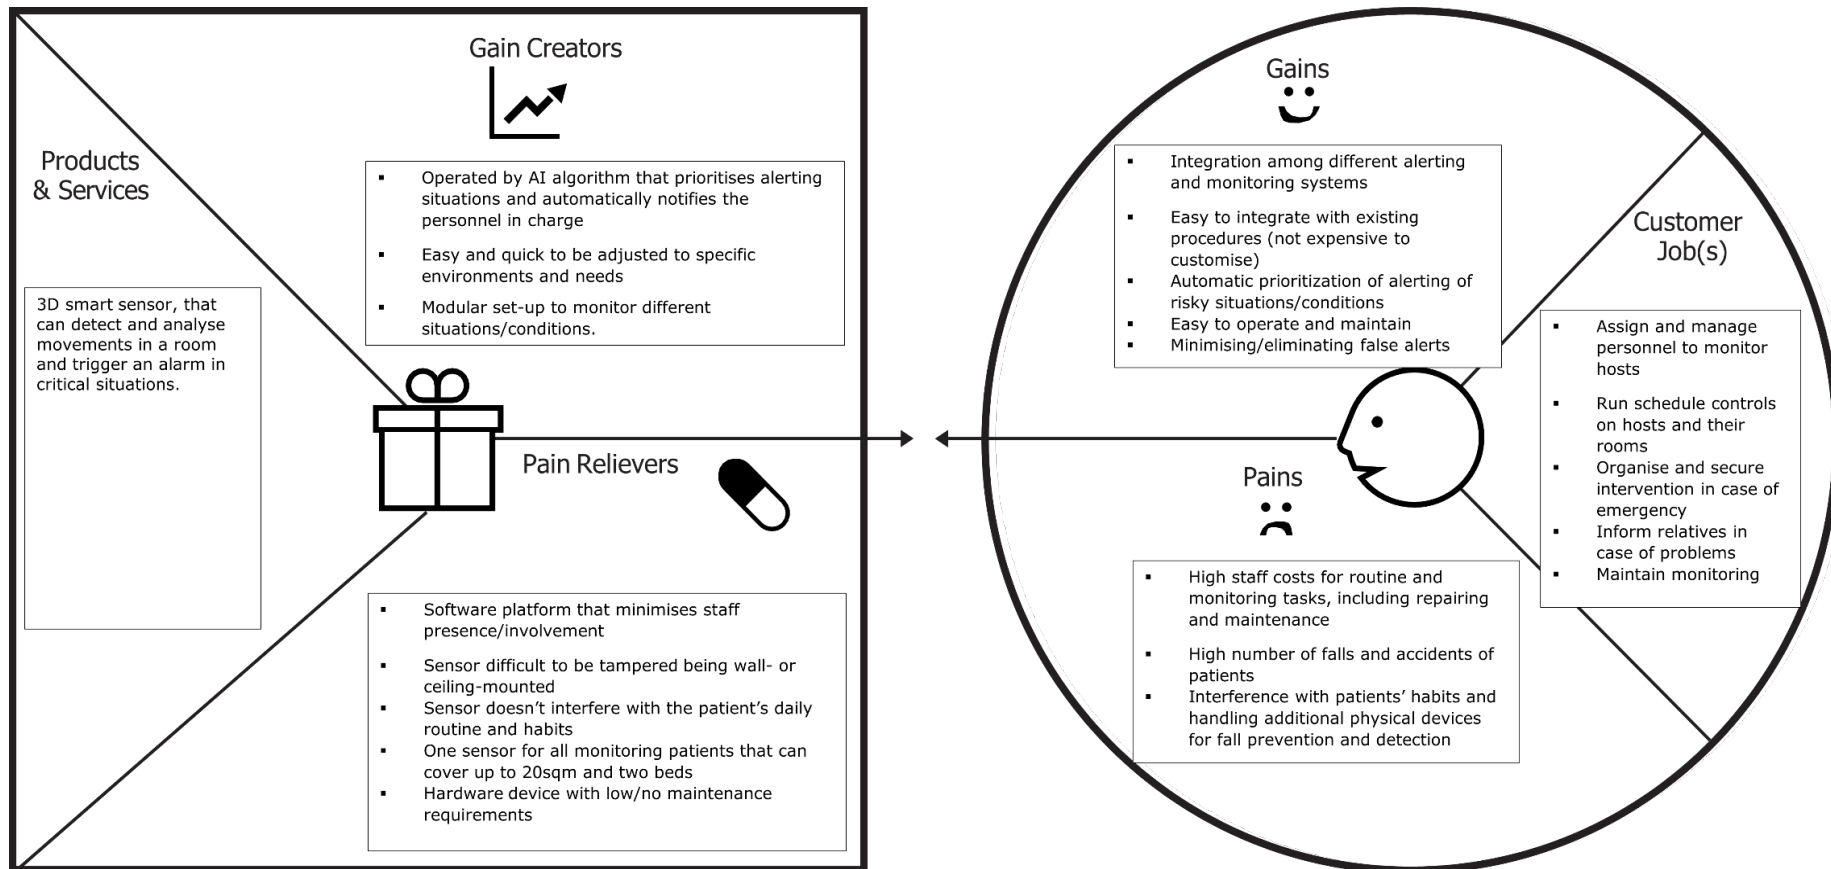 Gain Creators
Products
& Services
▪ Operated by AI algorithm that prioritises alerting
situations and automatically notifies the
personnel in charge
▪ Easy and quick to be adjusted to specific
environments and needs
▪ Modular set-up to monitor different
situations/conditions.
3D smart sensor, that
can detect and analyse
movements in a room
and trigger an alarm in
critical situations.
Pain Relievers
▪ Software platform that minimises staff
presence/involvement
▪ Sensor difficult to be tampered being wall- or
ceiling-mounted
▪ Sensor doesn’t interfere with the patient’s daily
routine and habits
▪ One sensor for all monitoring patients that can
cover up to 20sqm and two beds
▪ Hardware device with low/no maintenance
requirements
Gains
▪ Integration among different alerting
and monitoring systems
▪ Easy to integrate with existing
procedures (not expensive to
customise)
▪ Automatic prioritization of alerting of
risky situations/conditions
▪ Easy to operate and maintain
▪ Minimising/eliminating false alerts
Customer
Job(s)
▪ Assign and manage
personnel to monitor
hosts
▪ Run schedule controls
on hosts and their
rooms
▪ Organise and secure
intervention in case of
emergency
▪ Inform relatives in
case of problems
▪ Maintain monitoring
Pains
▪ High staff costs for routine and
monitoring tasks, including repairing
and maintenance
▪ High number of falls and accidents of
patients
▪ Interference with patients’ habits and
handling additional physical devices
for fall prevention and detection